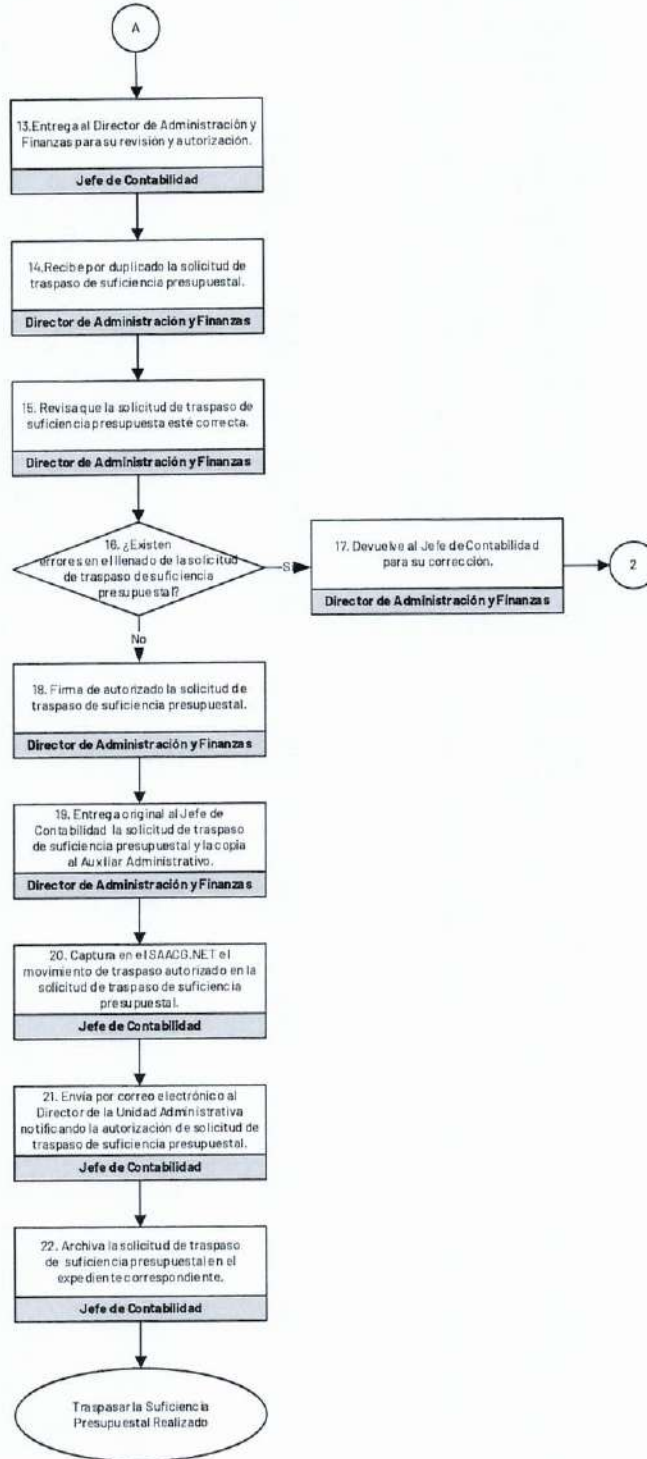 A
13.Entrega al Director de Administración y
Finanzas para su revisión y autorización.
Jefe de Contabilidad
14.Recibe por duplicado la solicitud de
traspaso de suficiencia presupuestal.
Director de Administración y Finanzas
15. Revisa que la solicitud de traspaso de
suficiencia presupuesta esté correcta.
Director de Administración y Finanzas
16. ¿Existen
errores en el llenado de la solicitud
de traspaso de suficiencia
presupuestal?
Sí
17. Devuelve al Jefe de Contabilidad
para su corrección.
Director de Administración y Finanzas
2
No
18. Firma de autorizado la solicitud de
traspaso de suficiencia presupuestal.
Director de Administración y Finanzas
19. Entrega original al Jefe de
Contabilidad la solicitud de traspaso
de suficiencia presupuestal y la copia
al Auxiliar Administrativo.
Director de Administración y Finanzas
20. Captura en el SAACG.NET el
movimiento de traspaso autorizado en la
solicitud de traspaso de suficiencia
presupuestal.
Jefe de Contabilidad
21. Envía por correo electrónico al
Director de la Unidad Administrativa
notificando la autorización de solicitud de
traspaso de suficiencia presupuestal.
Jefe de Contabilidad
22. Archiva la solicitud de traspaso
de suficiencia presupuestal en el
expediente correspondiente.
Jefe de Contabilidad
Traspasar la Suficiencia
Presupuestal Realizado